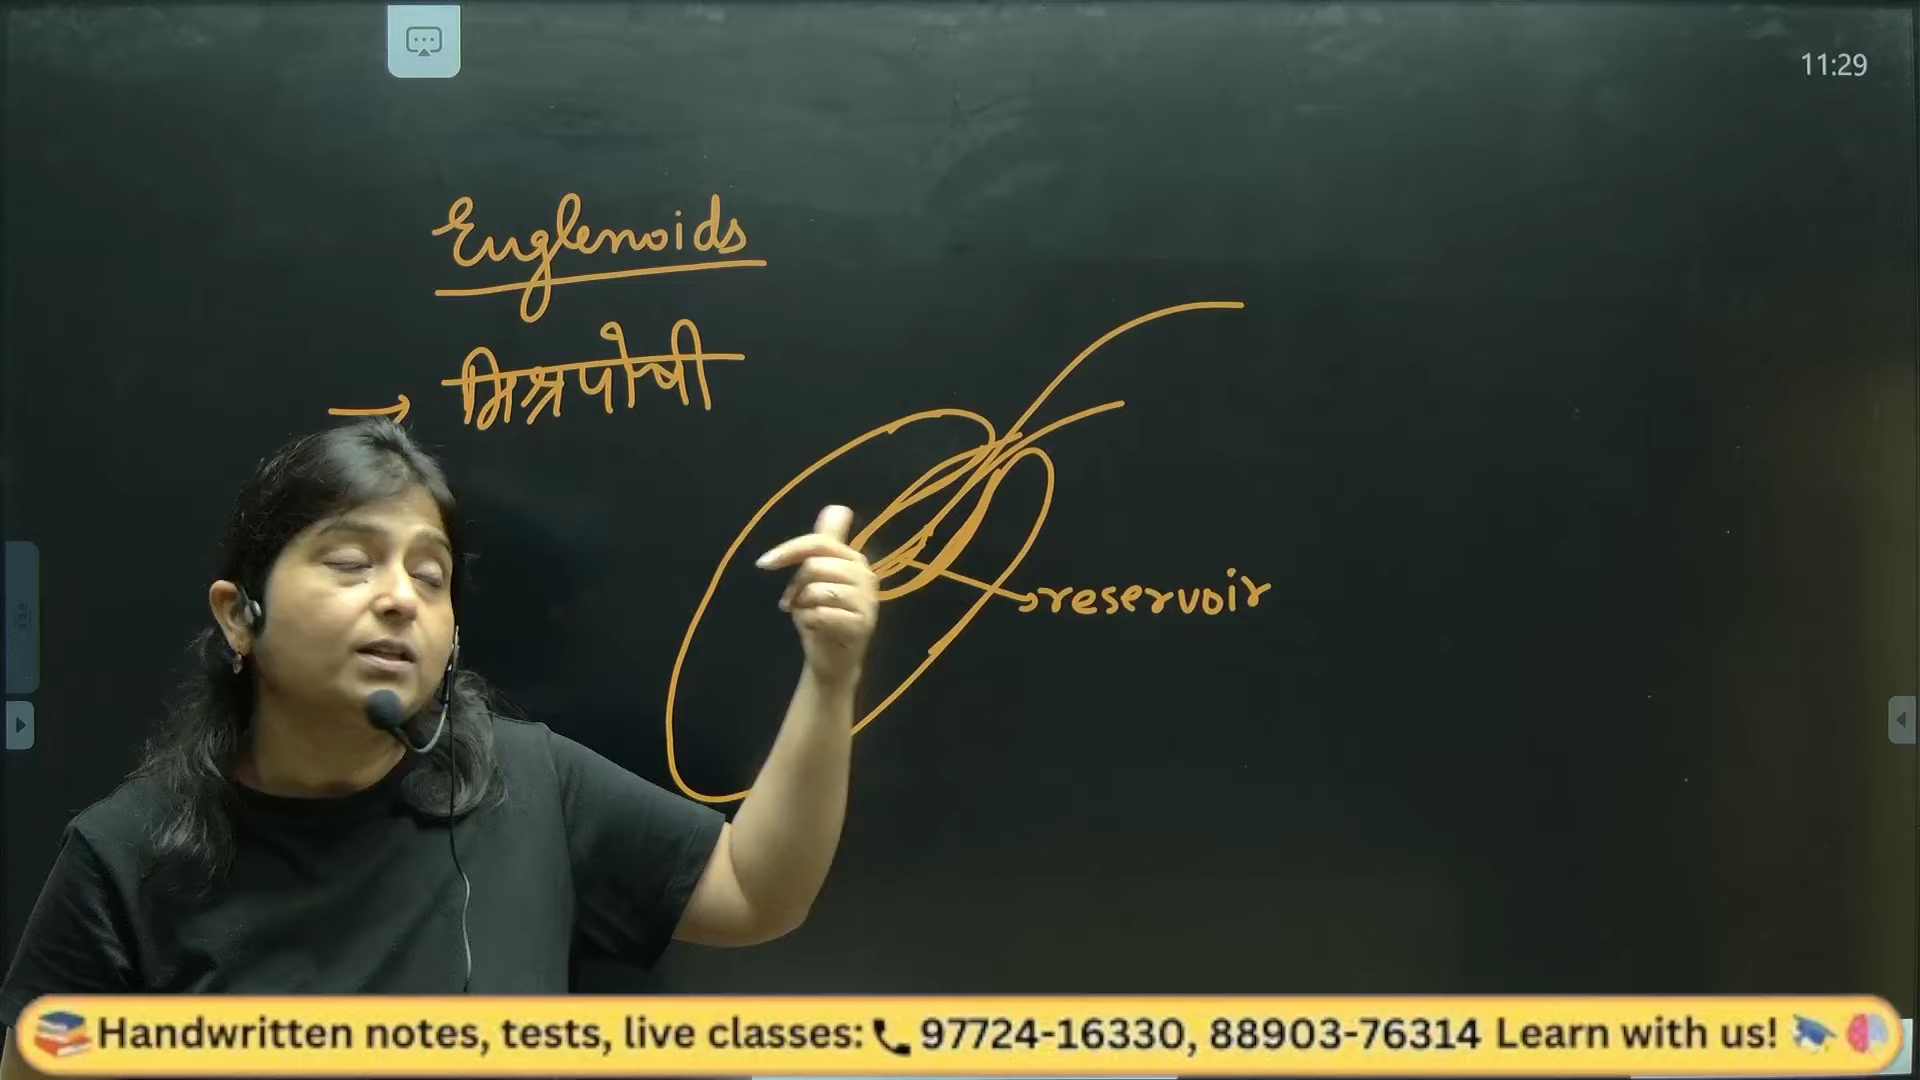 11:29
Euglenoids
→ मिश्रपोषी
→reservoir
Handwritten notes, tests, live classes: 97724-16330, 88903-76314 Learn with us!